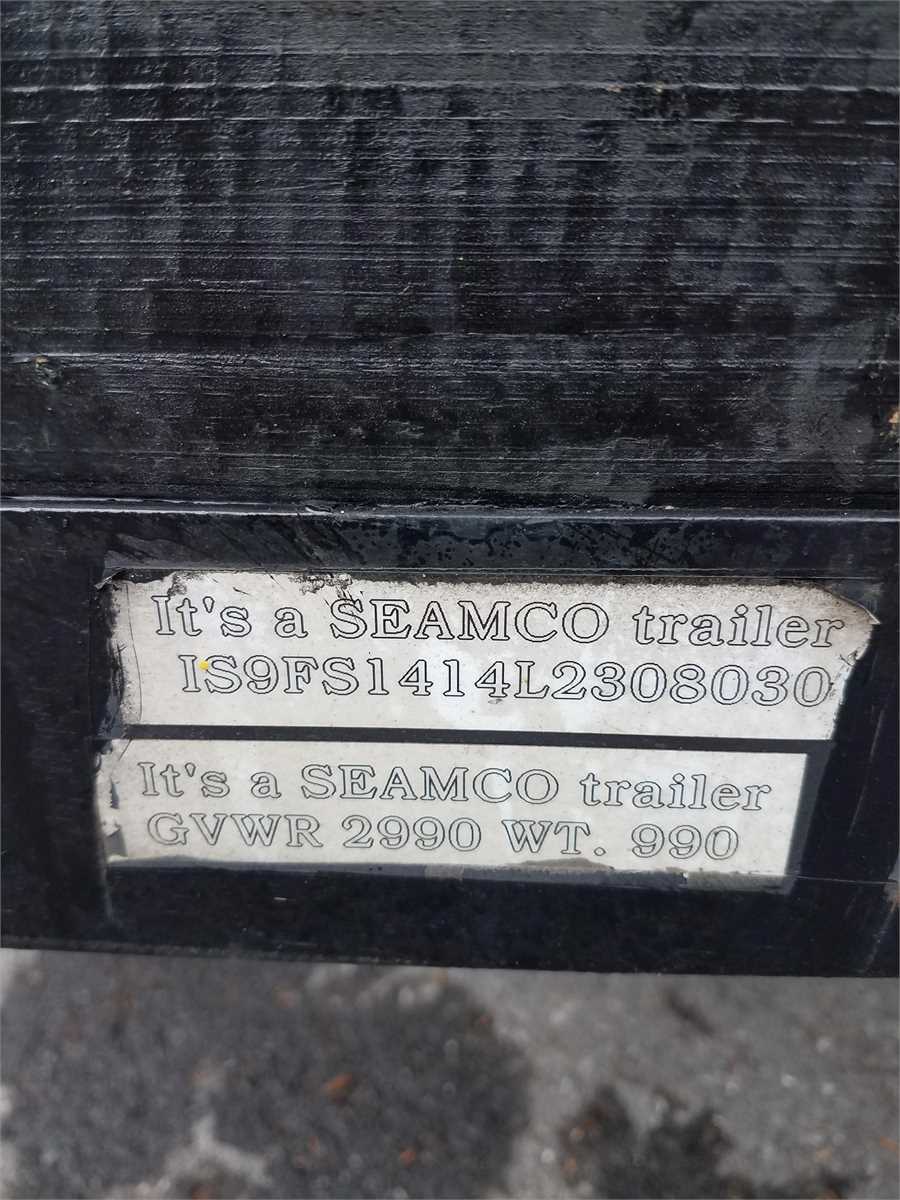 It's a SEAMCO trailer
IS9FS1414L2308030
It's a SEAMCO trailer
GVWR 2990 WT. 990